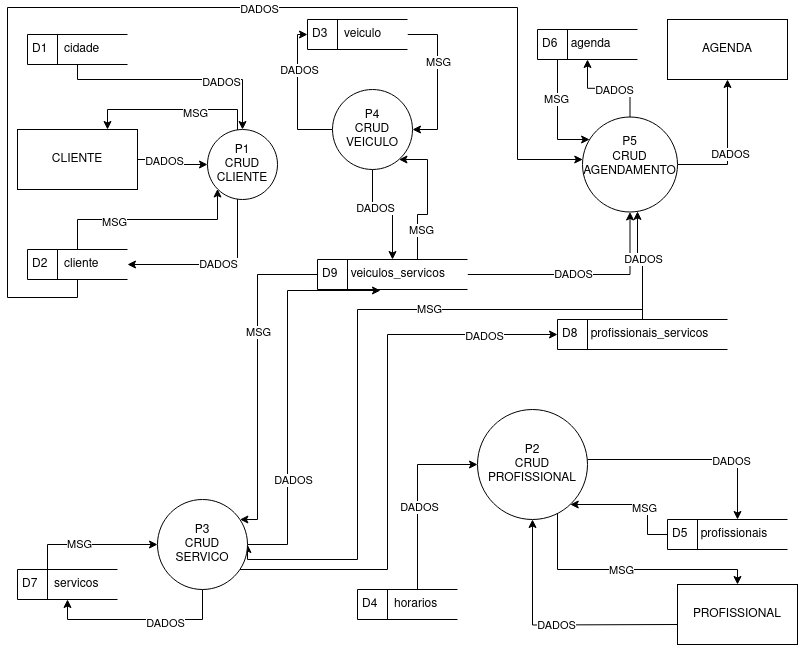 DADOS
D1 cidade
D3 veiculo
D6 agenda
AGENDA
DADOS
MSG
DADOS
DADOS
MSG
DADOS
MSG
P4
CRUD
VEICULO
P1
CRUD
CLIENTE
P5
CRUD
AGENDAMENTO
CLIENTE
DADOS
DADOS
DADOS
MSG
MSG
D2 cliente
DADOS
DADOS
D9 veiculos_servicos
DADOS
MSG
MSG
DADOS
D8 profissionais_servicos
P2
CRUD
PROFISSIONAL
DADOS
DADOS
DADOS
MSG
P3
CRUD
SERVICO
D5 profissionais
MSG
MSG
D7 servicos
D4 horarios
PROFISSIONAL
DADOS
DADOS